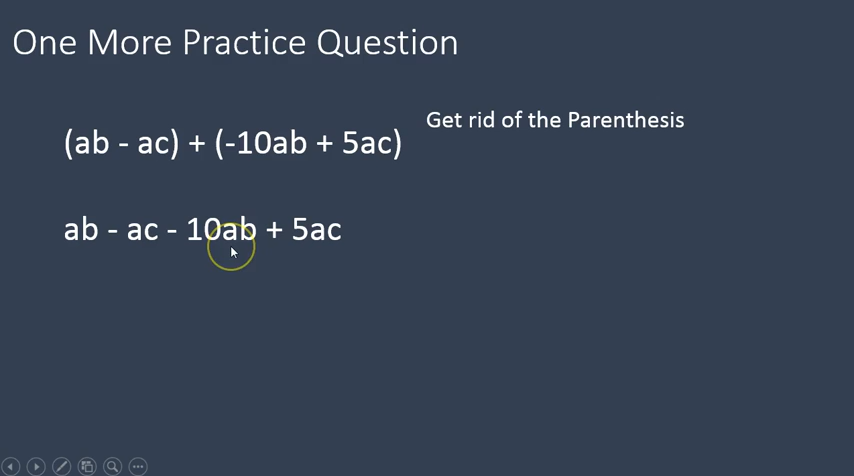 One More Practice Question
(ab - ac) + (-10ab + 5ac)
Get rid of the Parenthesis
ab - ac - 10ab + 5ac